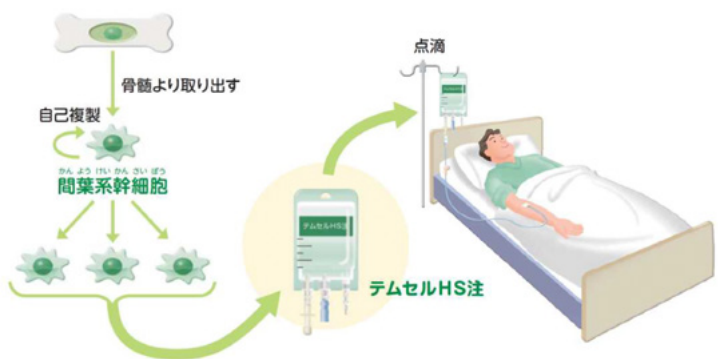 骨髄より取り出す
自己複製
かんようけいかんさいぼう
間葉系幹細胞
テムセルHS注
テムセルHS注
点滴